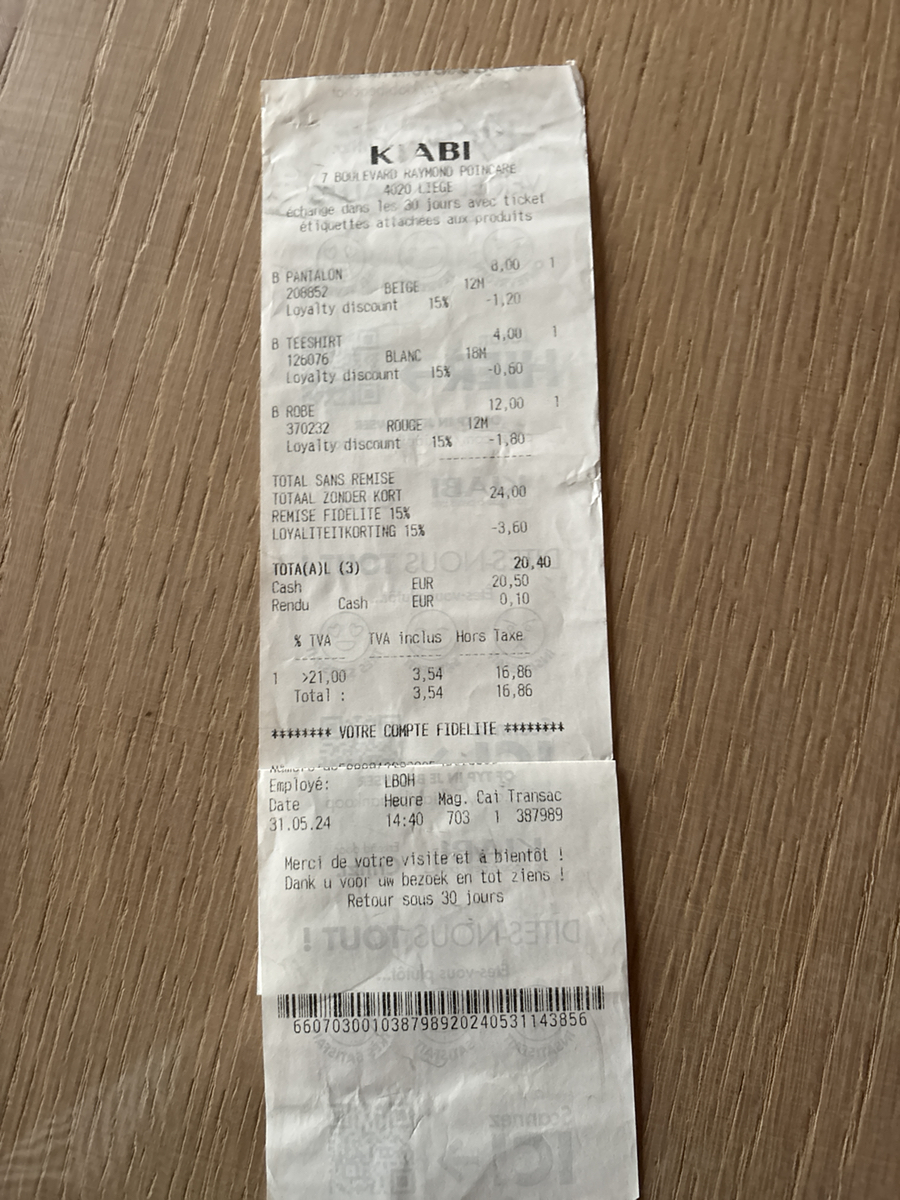 KIABI
7 BOULEVARD RAYMOND POINCARE
4020 LIEGE
échange dans les 30 jours avec ticket
étiquettes attachées aux produits
B PANTALON 8,00 1
208852 BEIGE 12M
Loyalty discount 15% -1,20
B TEESHIRT 4,00 1
126076 BLANC 18M
Loyalty discount 15% -0,60
B ROBE 12,00 1
370232 ROUGE 12M
Loyalty discount 15% -1,80
TOTAL SANS REMISE
TOTAAL ZONDER KORT 24,00
REMISE FIDELITE 15%
LOYALITEITKORTING 15% -3,60
TOTA(A)L (3) 20,40
Cash EUR 20,50
Rendu Cash EUR 0,10
% TVA TVA inclus Hors Taxe
1 >21,00 3,54 16,86
Total : 3,54 16,86
******** VOTRE COMPTE FIDELITE ********
Employé: LBOH
Date Heure Mag. Cai Transac
31.05.24 14:40 703 1 387989
Merci de votre visite et à bientôt !
Dank u voor uw bezoek en tot ziens !
Retour sous 30 jours
DITES-NOUS TOUT !
Êtes-vous plutôt...
660703001038798920240531143856
Scannez
ICI